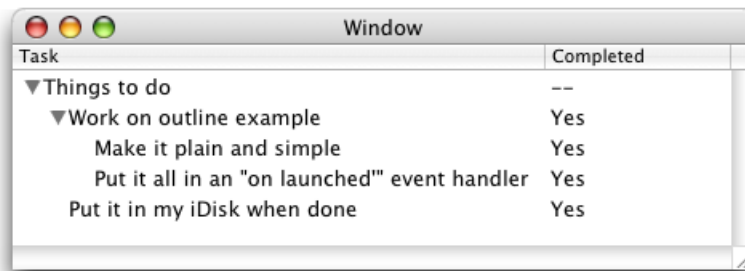 Window
Task Completed
Things to do --
Work on outline example Yes
Make it plain and simple Yes
Put it all in an "on launched'" event handler Yes
Put it in my iDisk when done Yes